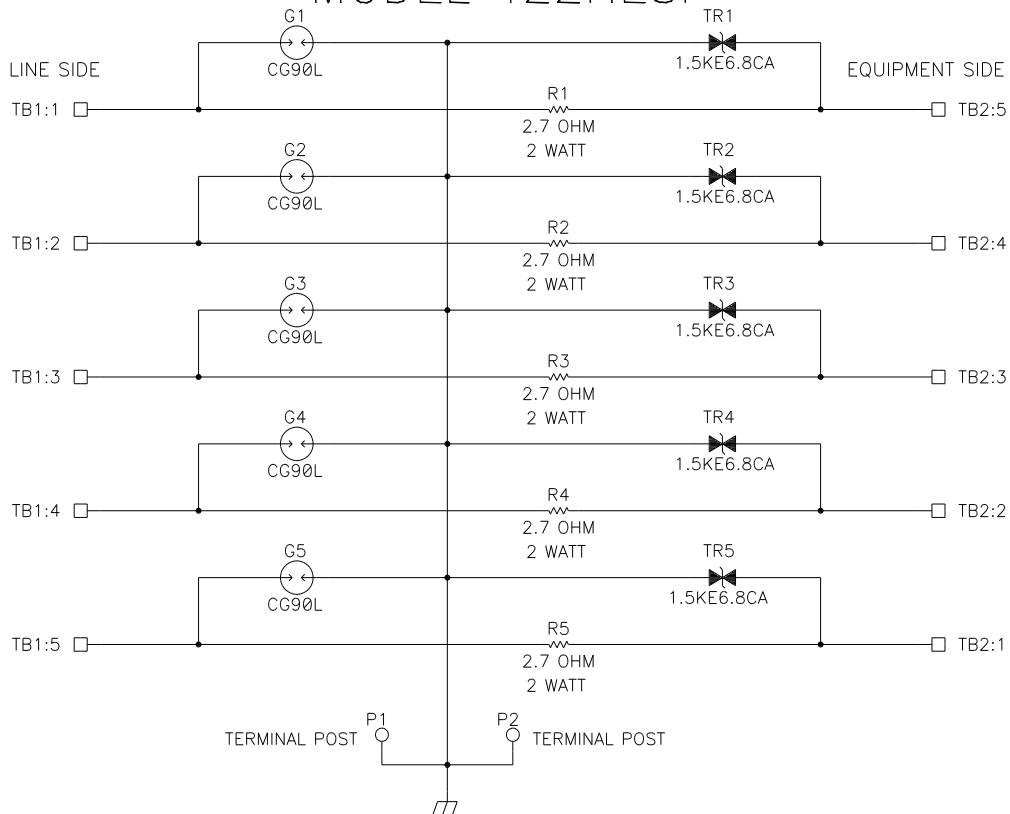 G1
TR1
CG90L
1.5KE6.8CA
LINE SIDE
EQUIPMENT SIDE
R1
TB1:1
TB2:5
2.7 OHM
2 WATT
G2
TR2
CG90L
1.5KE6.8CA
R2
TB1:2
TB2:4
2.7 OHM
2 WATT
G3
TR3
CG90L
1.5KE6.8CA
R3
TB1:3
TB2:3
2.7 OHM
2 WATT
G4
TR4
CG90L
1.5KE6.8CA
R4
TB1:4
TB2:2
2.7 OHM
2 WATT
G5
TR5
CG90L
1.5KE6.8CA
R5
TB1:5
TB2:1
2.7 OHM
2 WATT
P1
P2
TERMINAL POST
TERMINAL POST